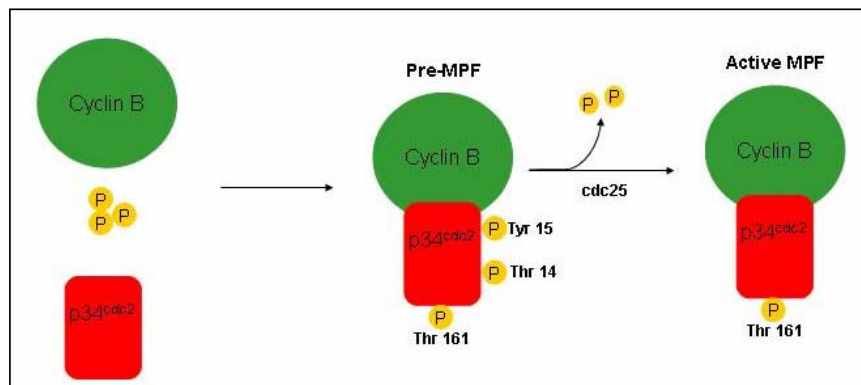 Cyclin B
P
P
P
p34cdc2
Pre-MPF
Cyclin B
p34cdc2
P Tyr 15
P Thr 14
P
Thr 161
P P
cdc25
Active MPF
Cyclin B
p34cdc2
P
Thr 161